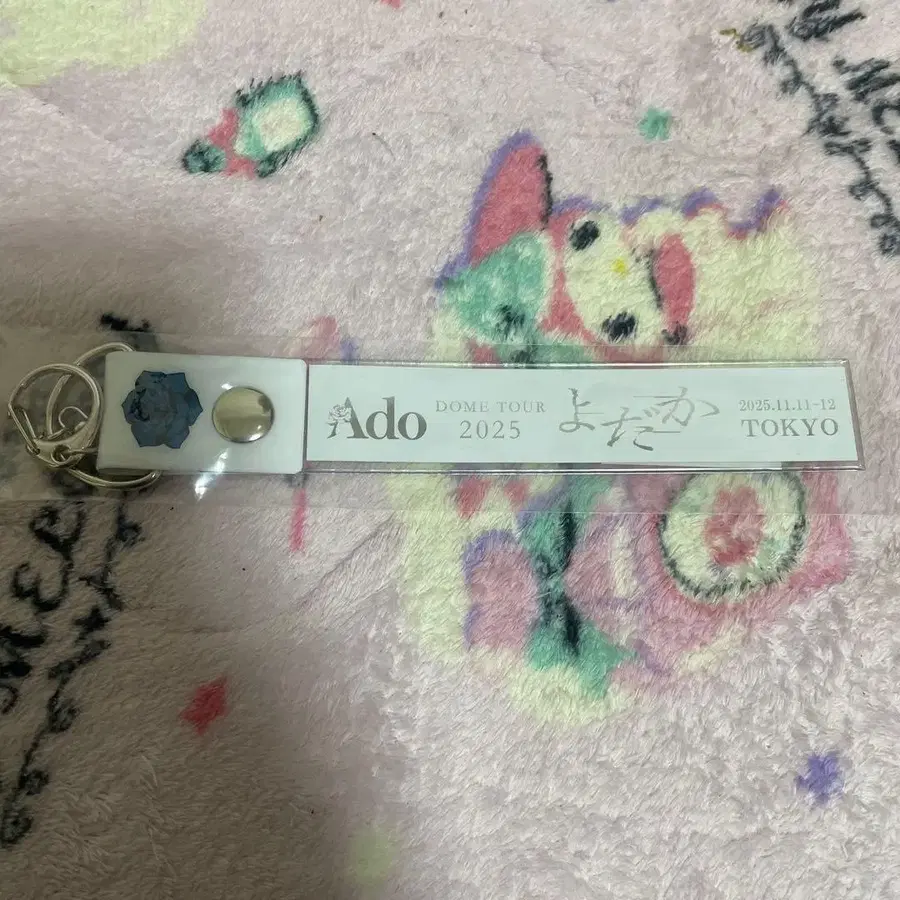 Ado
DOME TOUR
2025
よだか
2025.11.11-12
TOKYO